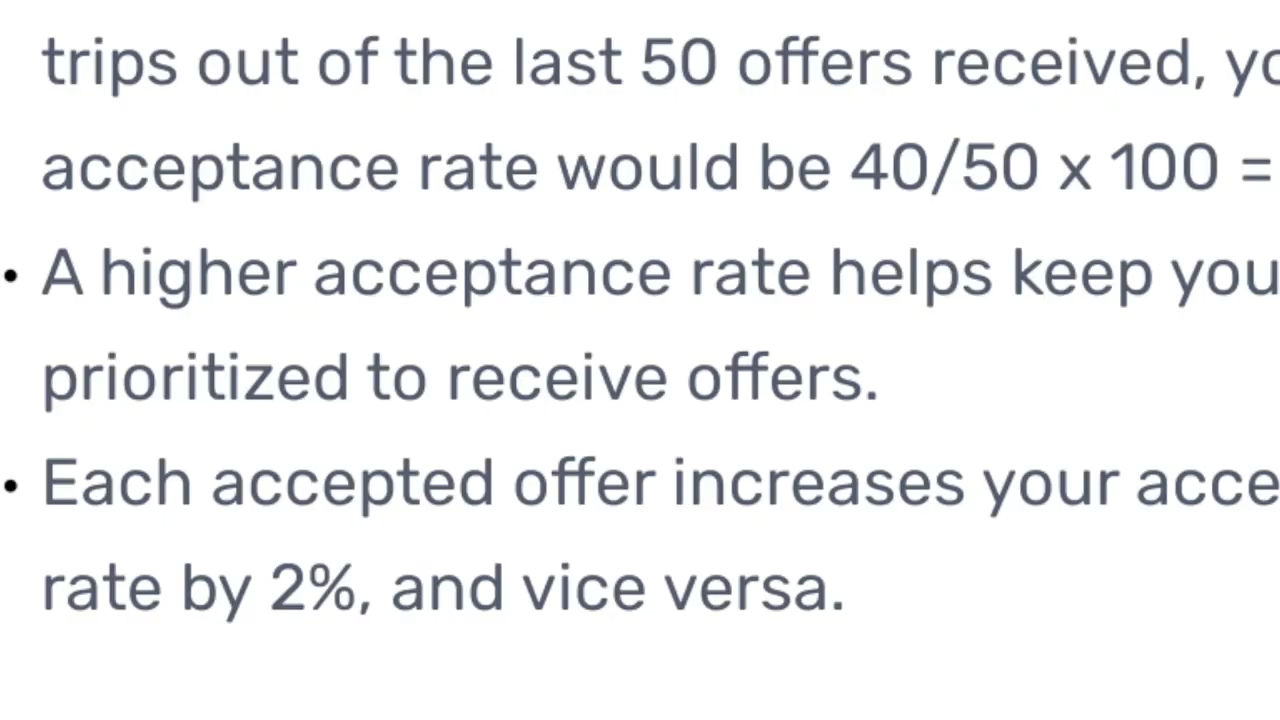 trips out of the last 50 offers received, yo
acceptance rate would be 40/50 x 100 =
• A higher acceptance rate helps keep you
prioritized to receive offers.
• Each accepted offer increases your acce
rate by 2%, and vice versa.